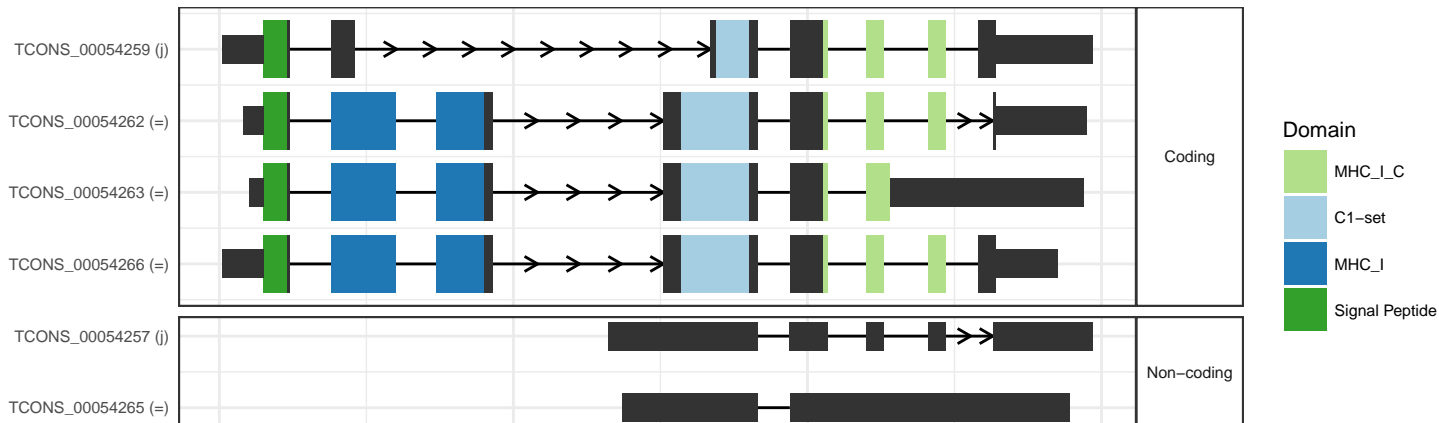 TCONS_00054259 (j)
TCONS_00054262 (=)
TCONS_00054263 (=)
TCONS_00054266 (=)
Coding
TCONS_00054257 (j)
TCONS_00054265 (=)
Non−coding
Domain
MHC_I_C
C1−set
MHC_I
Signal Peptide